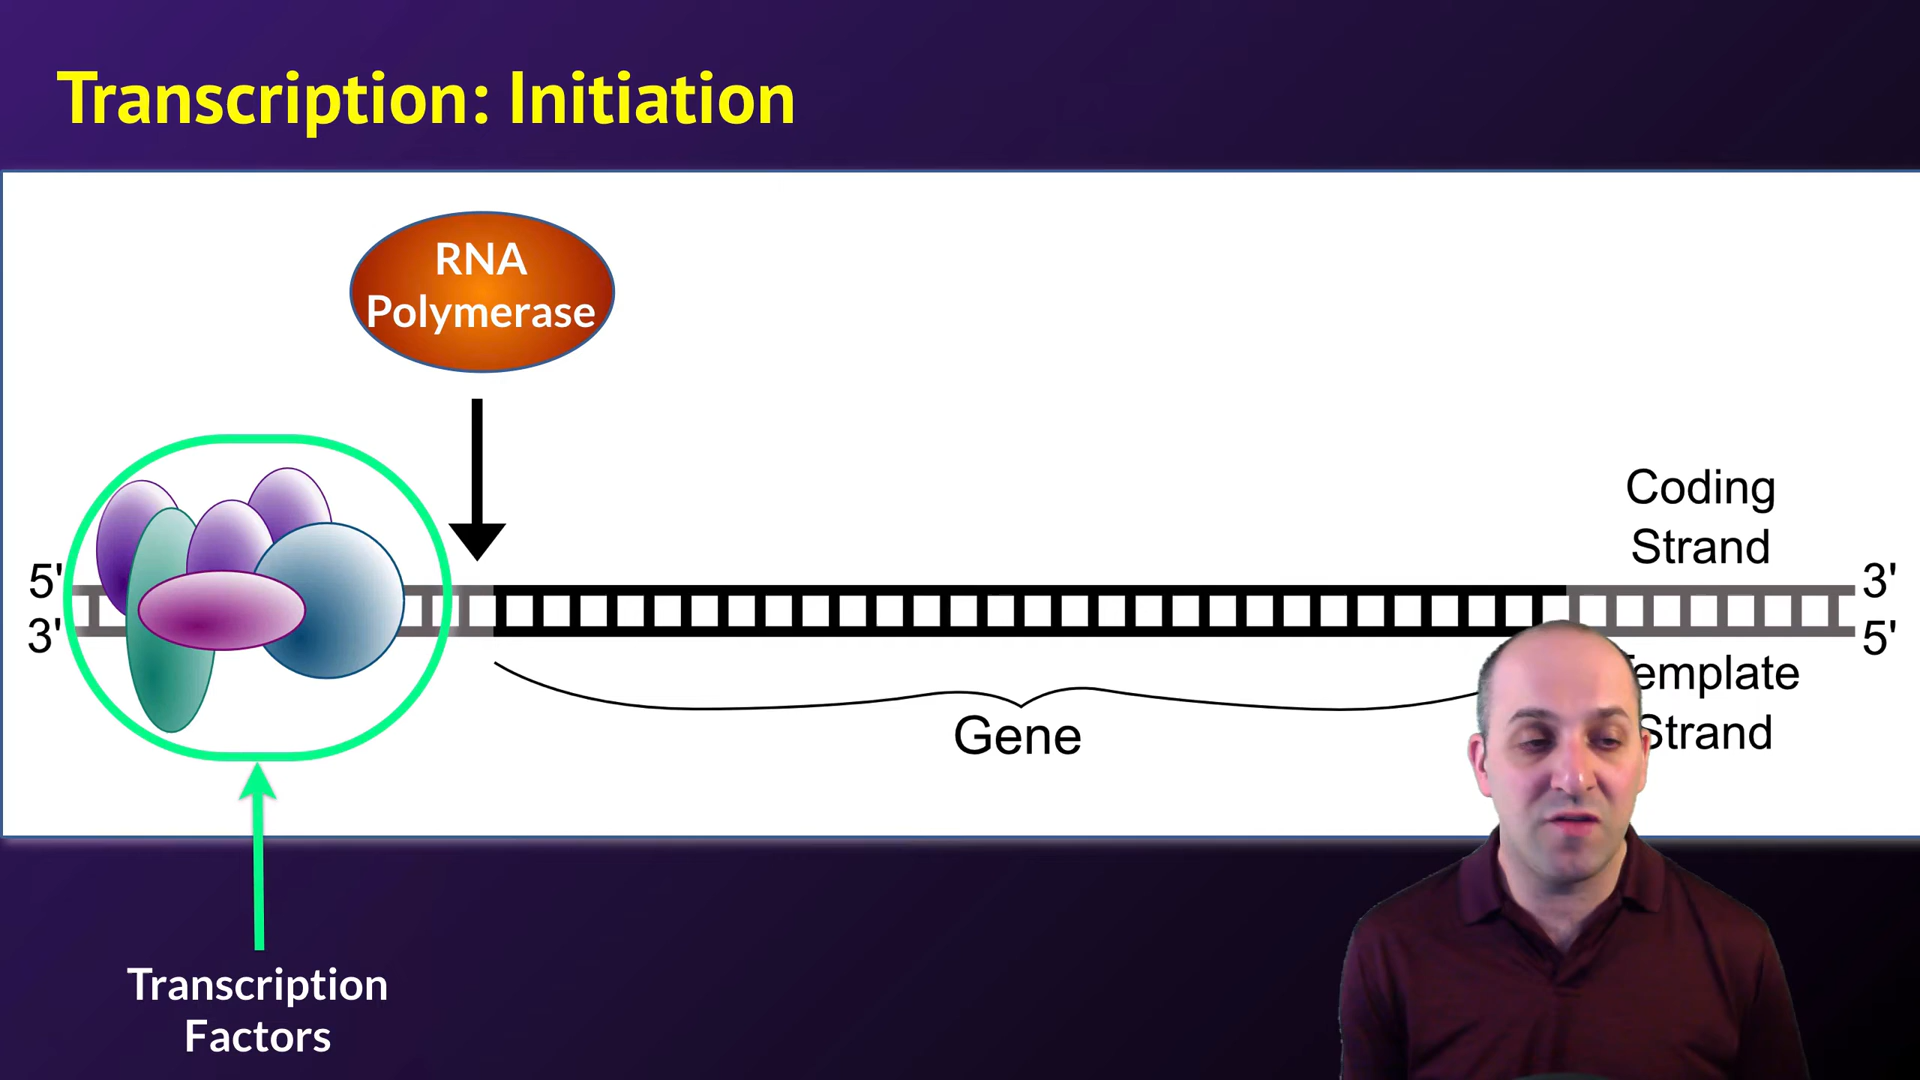 Transcription: Initiation
RNA
Polymerase
Coding
Strand
5'
3'
3'
5'
Template
Strand
Gene
Transcription
Factors